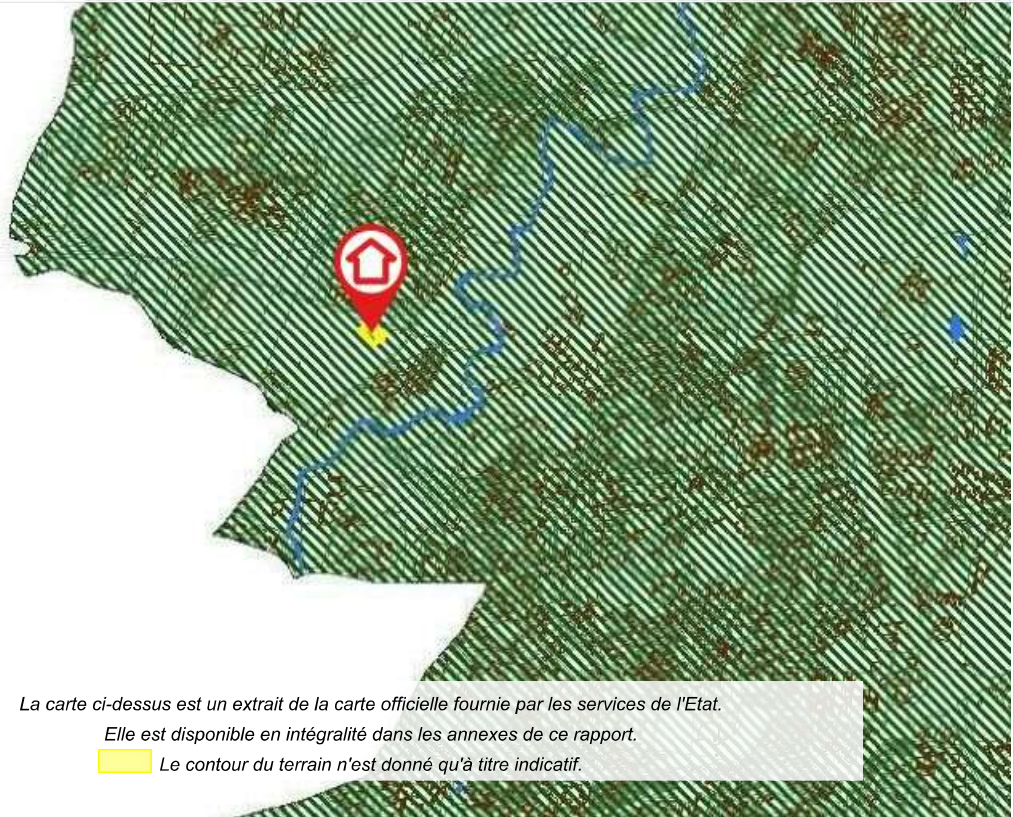 La carte ci-dessus est un extrait de la carte officielle fournie par les services de l'Etat.
Elle est disponible en intégralité dans les annexes de ce rapport.
Le contour du terrain n'est donné qu'à titre indicatif.